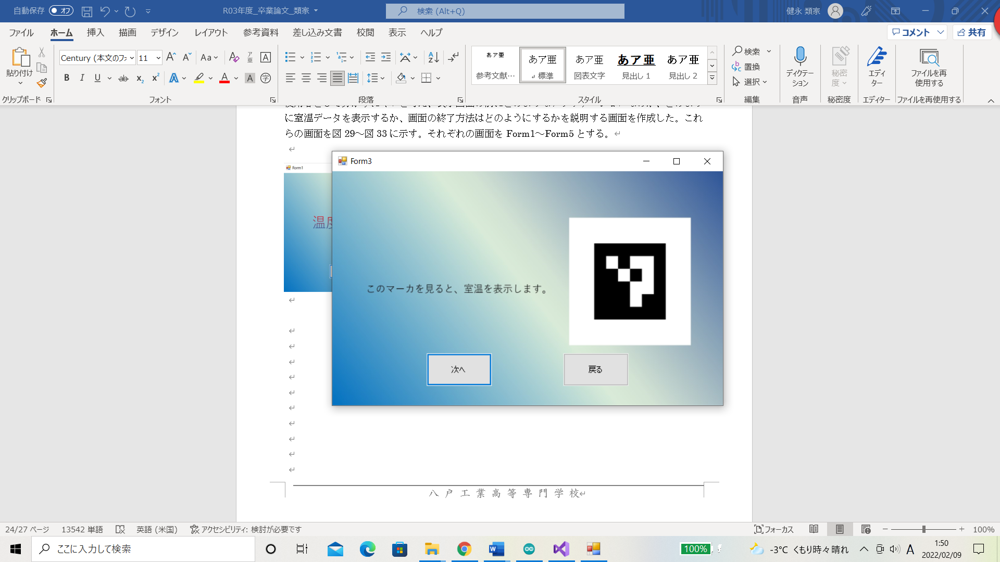 自動保存 オフ R03年度_卒業論文_類家 検索 (Alt+Q) 健永 類家
ファイル ホーム 挿入 描画 デザイン レイアウト 参考資料 差し込み文書 校閲 表示 ヘルプ コメント 共有
Century (本文のフォ 11 Aa
貼り付け
B I U ab x₂ x² A A A 字
クリップボード フォント 段落 スタイル 編集 音声 秘密度 エディター ファイルを再使用する
あア亜 あア亜 あア亜 あア亜 あア亜
参考文献… 標準 図表文字 見出し 1 見出し 2
検索
置換
選択
ディクテーション
秘密度
エディター
ファイルを再使用する
に室温データを表示するか、画面の終了方法はどのようにするかを説明する画面を作成した。これ
らの画面を図 29～図 33 に示す。それぞれの画面を Form1～Form5 とする。
Form1
温度
Form3
このマーカを見ると、室温を表示します。
次へ 戻る
八戸工業高等専門学校
24/27 ページ 13542 単語 英語 (米国) アクセシビリティ: 検討が必要です フォーカス 100%
ここに入力して検索 100% -3°C くもり時々晴れ A 1:50
2022/02/09